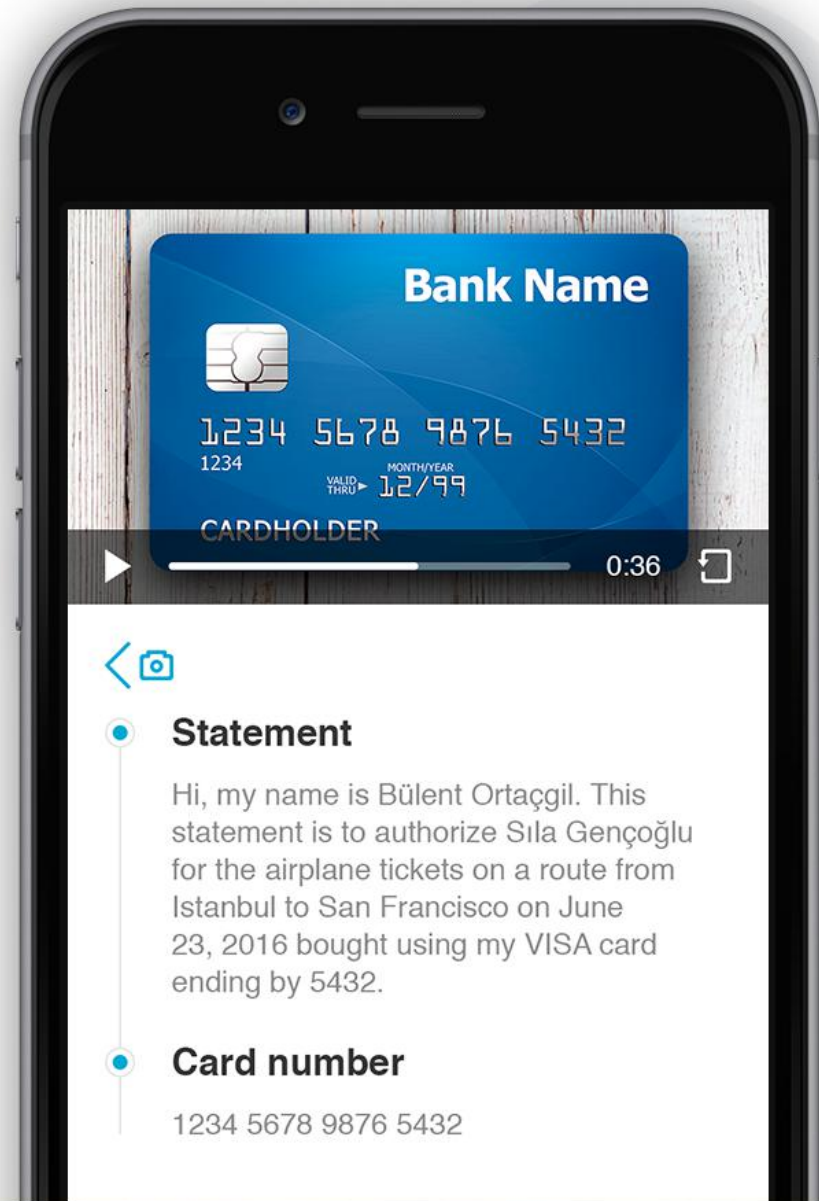 Bank Name
1234 5678 9876 5432
1234
MONTH/YEAR
VALID
THRU 12/99
CARDHOLDER
0:36
Statement
Hi, my name is Bülent Ortaçgil. This
statement is to authorize Sıla Gençoğlu
for the airplane tickets on a route from
Istanbul to San Francisco on June
23, 2016 bought using my VISA card
ending by 5432.
Card number
1234 5678 9876 5432